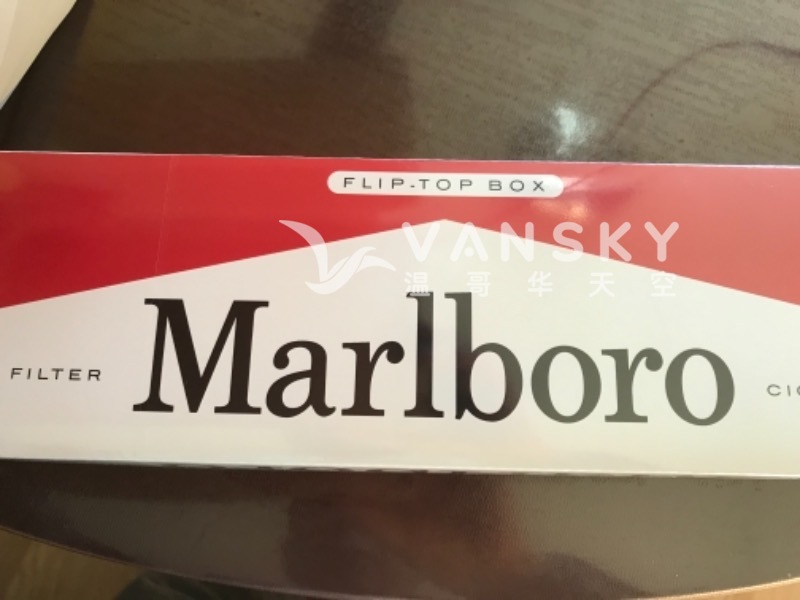 FLIP-TOP BOX
VANSKY
温哥华天空
Marlboro
FILTER